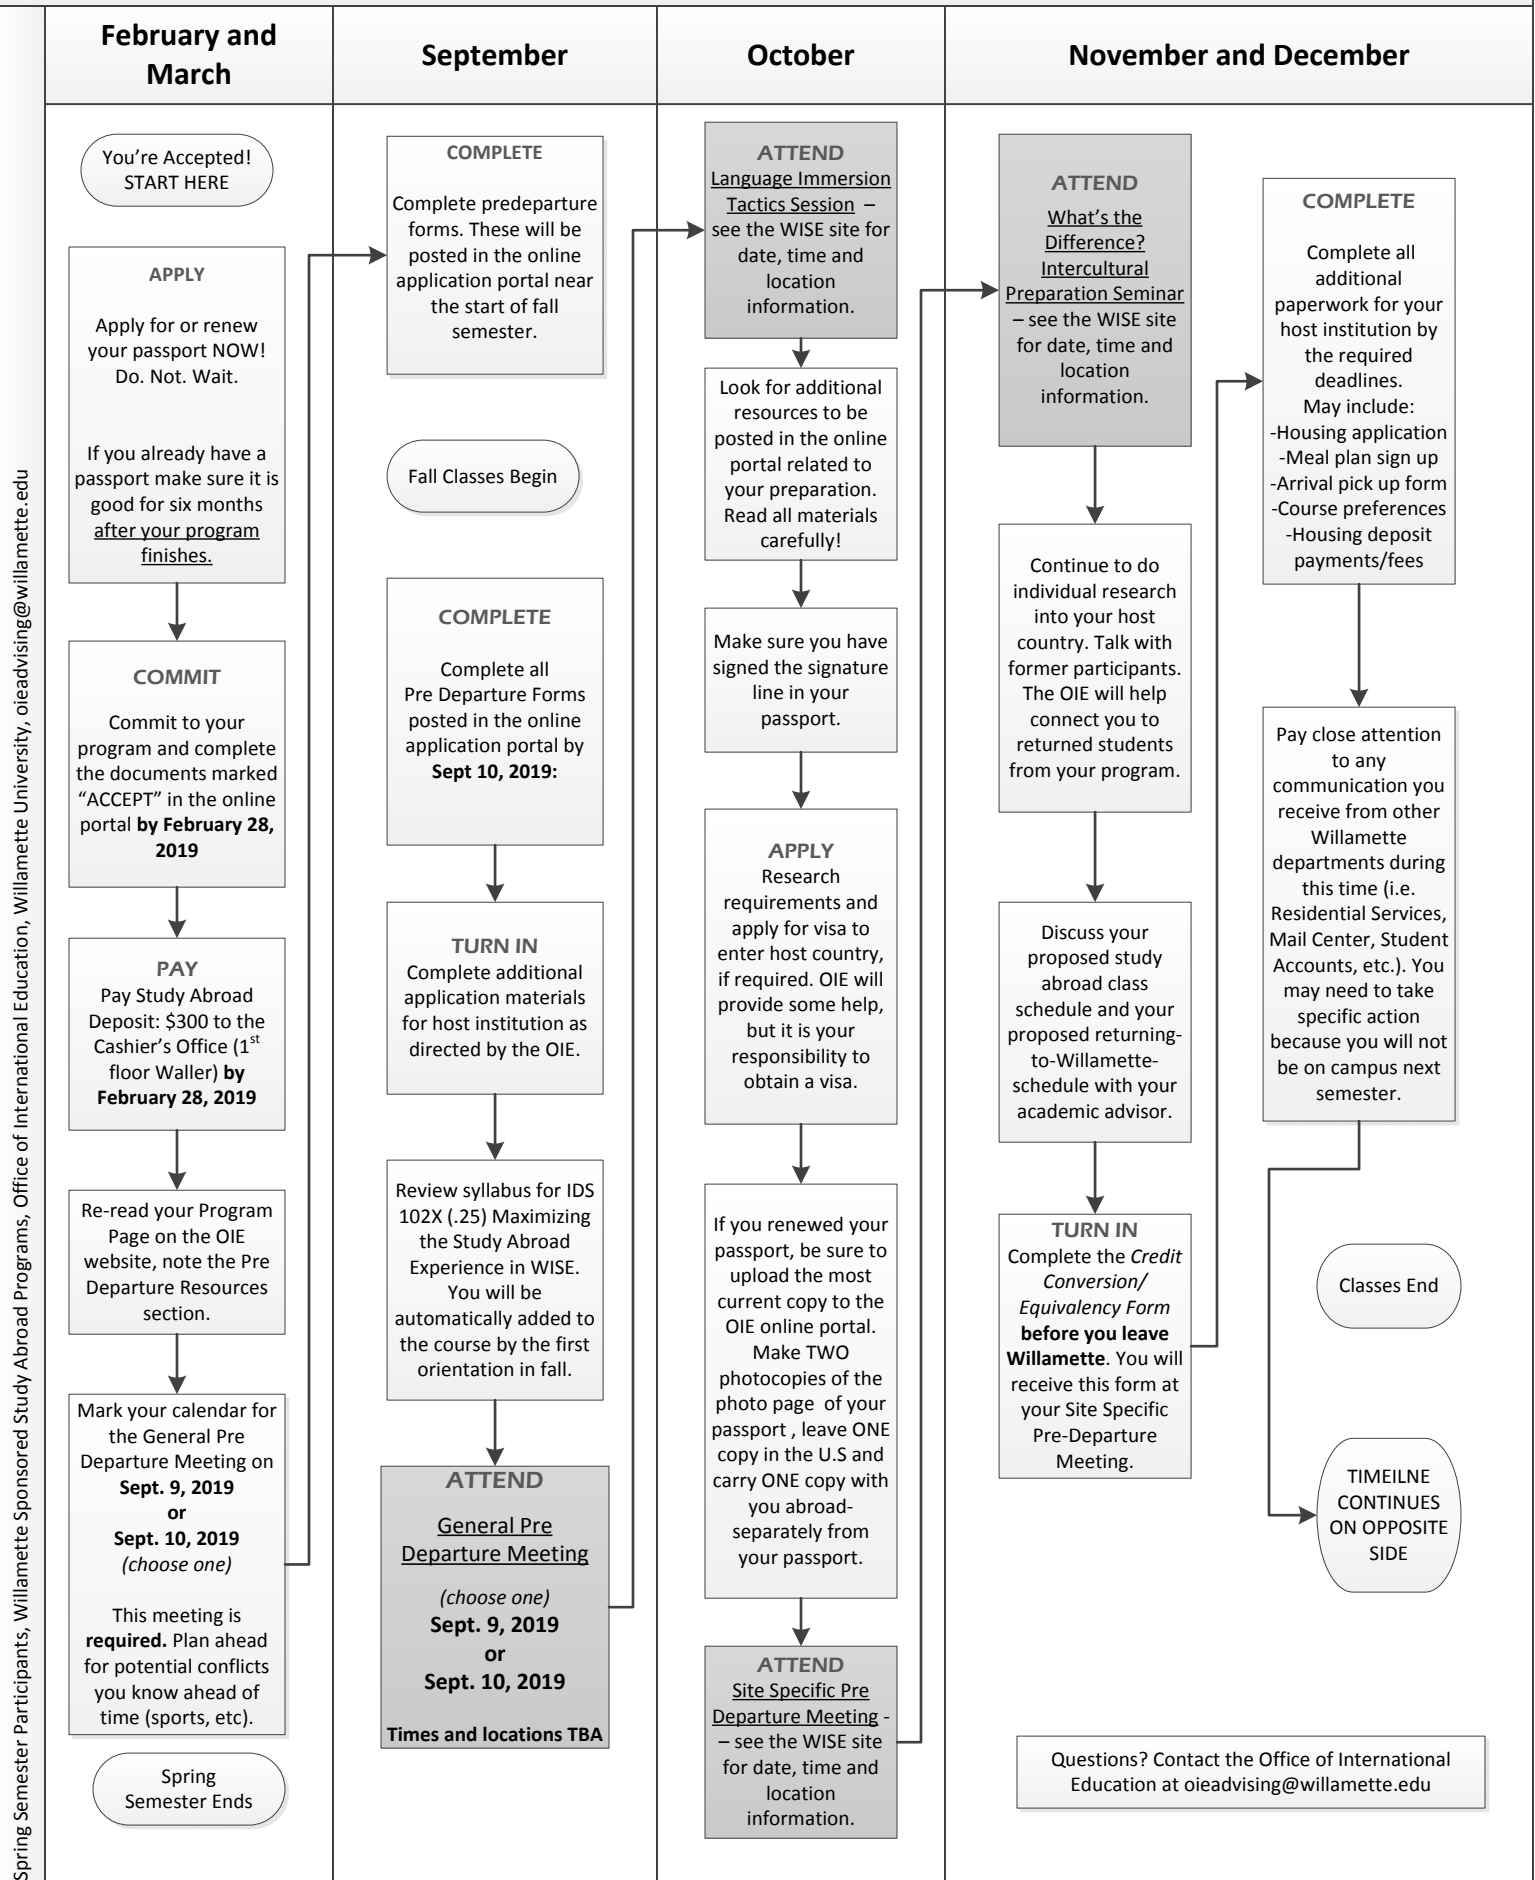 February and
March
September
October
November and December
Spring Semester Participants, Willamette Sponsored Study Abroad Programs, Office of International Education, Willamette University, oieadvising@willamette.edu
You’re Accepted!
START HERE
APPLY
Apply for or renew
your passport NOW!
Do. Not. Wait.
If you already have a
passport make sure it is
good for six months
after your program
finishes.
COMMIT
Commit to your
program and complete
the documents marked
“ACCEPT” in the online
portal by February 28,
2019
PAY
Pay Study Abroad
Deposit: $300 to the
Cashier’s Office (1st
floor Waller) by
February 28, 2019
Re-read your Program
Page on the OIE
website, note the Pre
Departure Resources
section.
Mark your calendar for
the General Pre
Departure Meeting on
Sept. 9, 2019
or
Sept. 10, 2019
(choose one)
This meeting is
required. Plan ahead
for potential conflicts
you know ahead of
time (sports, etc).
Spring
Semester Ends
COMPLETE
Complete predeparture
forms. These will be
posted in the online
application portal near
the start of fall
semester.
Fall Classes Begin
COMPLETE
Complete all
Pre Departure Forms
posted in the online
application portal by
Sept 10, 2019:
TURN IN
Complete additional
application materials
for host institution as
directed by the OIE.
Review syllabus for IDS
102X (.25) Maximizing
the Study Abroad
Experience in WISE.
You will be
automatically added to
the course by the first
orientation in fall.
ATTEND
General Pre
Departure Meeting
(choose one)
Sept. 9, 2019
or
Sept. 10, 2019
Times and locations TBA
ATTEND
Language Immersion
Tactics Session –
see the WISE site for
date, time and
location
information.
Look for additional
resources to be
posted in the online
portal related to
your preparation.
Read all materials
carefully!
Make sure you have
signed the signature
line in your
passport.
APPLY
Research
requirements and
apply for visa to
enter host country,
if required. OIE will
provide some help,
but it is your
responsibility to
obtain a visa.
If you renewed your
passport, be sure to
upload the most
current copy to the
OIE online portal.
Make TWO
photocopies of the
photo page of your
passport , leave ONE
copy in the U.S and
carry ONE copy with
you abroad-
separately from
your passport.
ATTEND
Site Specific Pre
Departure Meeting -
– see the WISE site
for date, time and
location
information.
ATTEND
What’s the
Difference?
Intercultural
Preparation Seminar
– see the WISE site
for date, time and
location
information.
Continue to do
individual research
into your host
country. Talk with
former participants.
The OIE will help
connect you to
returned students
from your program.
Discuss your
proposed study
abroad class
schedule and your
proposed returning-
to-Willamette-
schedule with your
academic advisor.
TURN IN
Complete the Credit
Conversion/
Equivalency Form
before you leave
Willamette. You will
receive this form at
your Site Specific
Pre-Departure
Meeting.
COMPLETE
Complete all
additional
paperwork for your
host institution by
the required
deadlines.
May include:
-Housing application
-Meal plan sign up
-Arrival pick up form
-Course preferences
-Housing deposit
payments/fees
Pay close attention
to any
communication you
receive from other
Willamette
departments during
this time (i.e.
Residential Services,
Mail Center, Student
Accounts, etc.). You
may need to take
specific action
because you will not
be on campus next
semester.
Classes End
TIMEILNE
CONTINUES
ON OPPOSITE
SIDE
Questions? Contact the Office of International
Education at oieadvising@willamette.edu